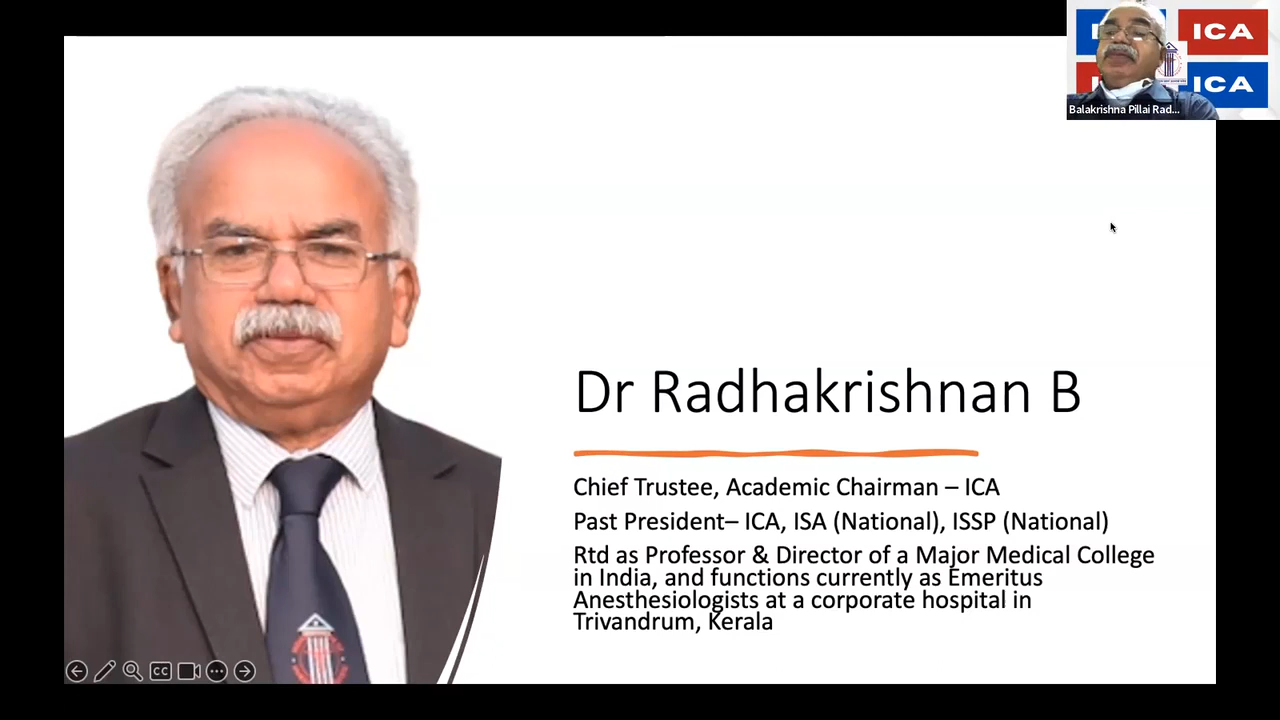 ICA
ICA
Balakrishna Pillai Rad...
Dr Radhakrishnan B
Chief Trustee, Academic Chairman – ICA
Past President– ICA, ISA (National), ISSP (National)
Rtd as Professor & Director of a Major Medical College
in India, and functions currently as Emeritus
Anesthesiologists at a corporate hospital in
Trivandrum, Kerala
CC